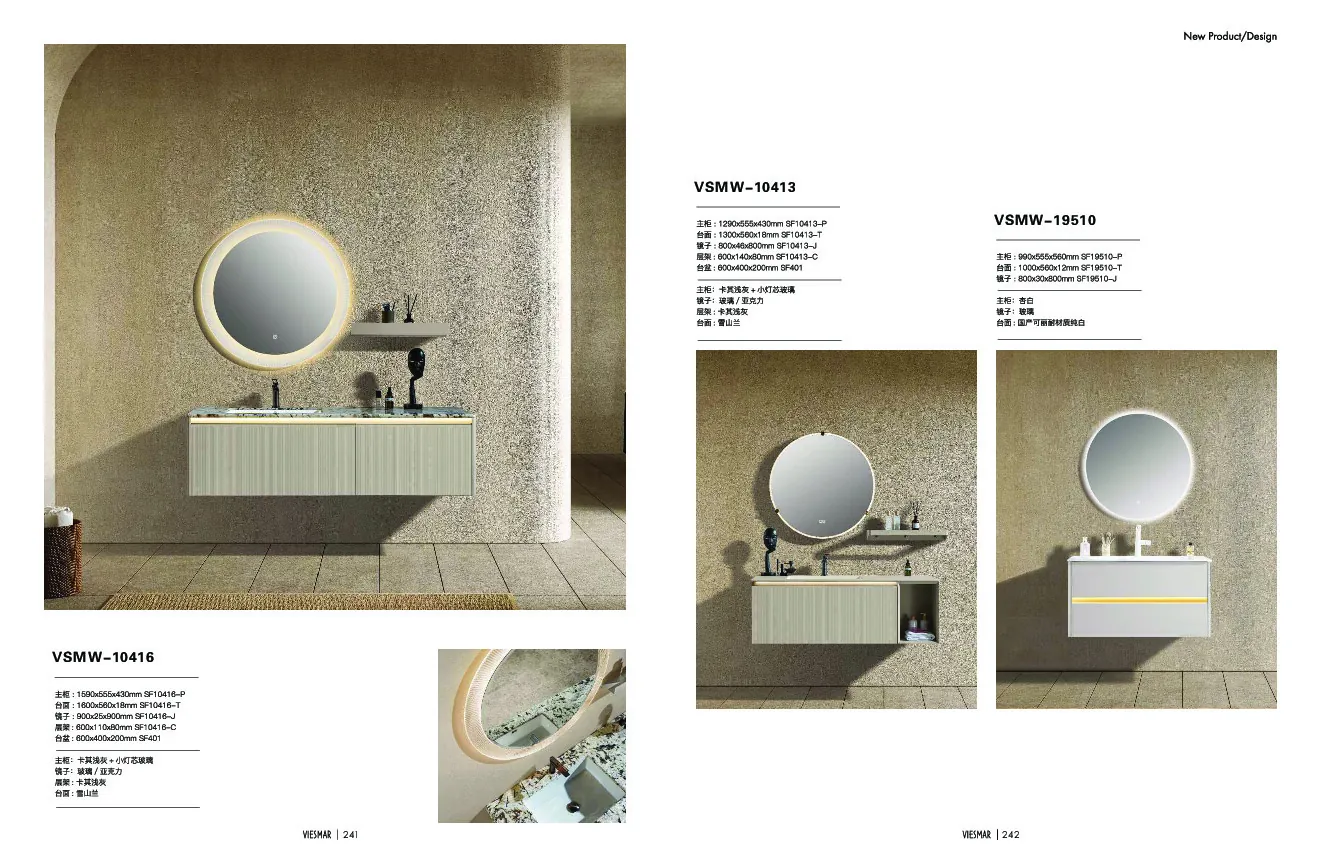 New Product/Design
VSMW-10416
主柜 : 1590x555x430mm SF10416-P
台面 : 1600x560x18mm SF10416-T
镜子 : 900x25x900mm SF10416-J
层架 : 600x110x80mm SF10416-C
台盆 : 600x400x200mm SF401
主柜: 卡其浅灰 + 小灯芯玻璃
镜子: 玻璃 / 亚克力
层架 : 卡其浅灰
台面 : 雪山兰
VIESMAR | 241
VSMW-10413
主柜 : 1290x555x430mm SF10413-P
台面 : 1300x560x18mm SF10413-T
镜子 : 800x46x800mm SF10413-J
层架 : 600x140x80mm SF10413-C
台盆 : 600x400x200mm SF401
主柜: 卡其浅灰 + 小灯芯玻璃
镜子: 玻璃 / 亚克力
层架 : 卡其浅灰
台面 : 雪山兰
VSMW-19510
主柜 : 990x555x560mm SF19510-P
台面 : 1000x560x12mm SF19510-T
镜子 : 800x30x800mm SF19510-J
主柜: 杏白
镜子: 玻璃
台面 : 国产可丽耐材质纯白
VIESMAR | 242